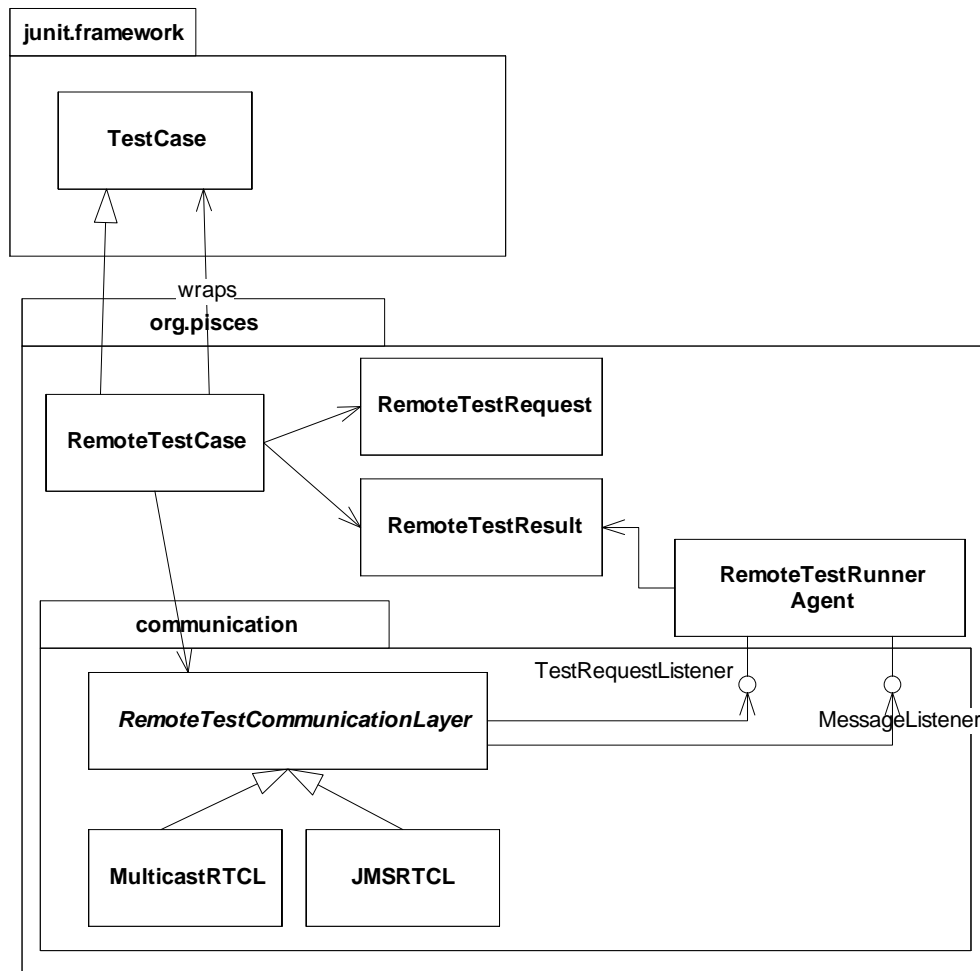 junit.framework
TestCase
wraps
org.pisces
RemoteTestRequest
RemoteTestCase
RemoteTestResult
RemoteTestRunner
Agent
communication
TestRequestListener
RemoteTestCommunicationLayer
MessageListener
MulticastRTCL
JMSRTCL